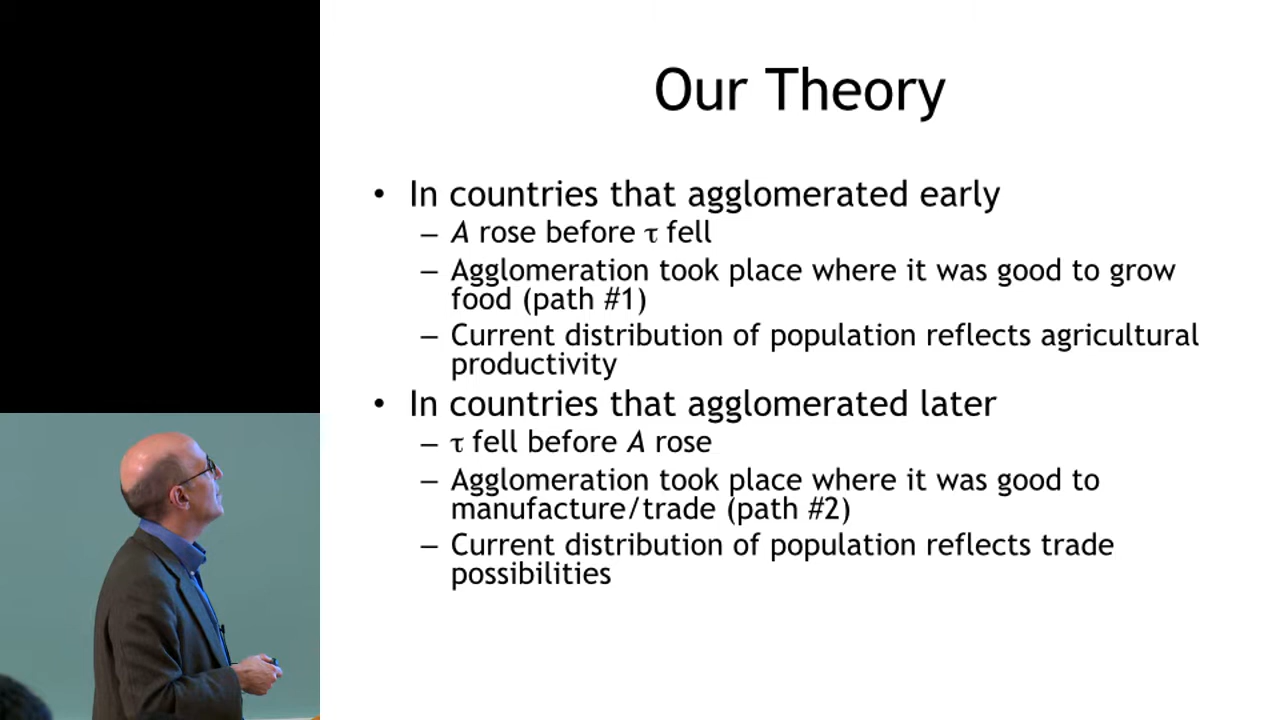 Our Theory
• In countries that agglomerated early
– A rose before τ fell
– Agglomeration took place where it was good to grow
food (path #1)
– Current distribution of population reflects agricultural
productivity
• In countries that agglomerated later
– τ fell before A rose
– Agglomeration took place where it was good to
manufacture/trade (path #2)
– Current distribution of population reflects trade
possibilities